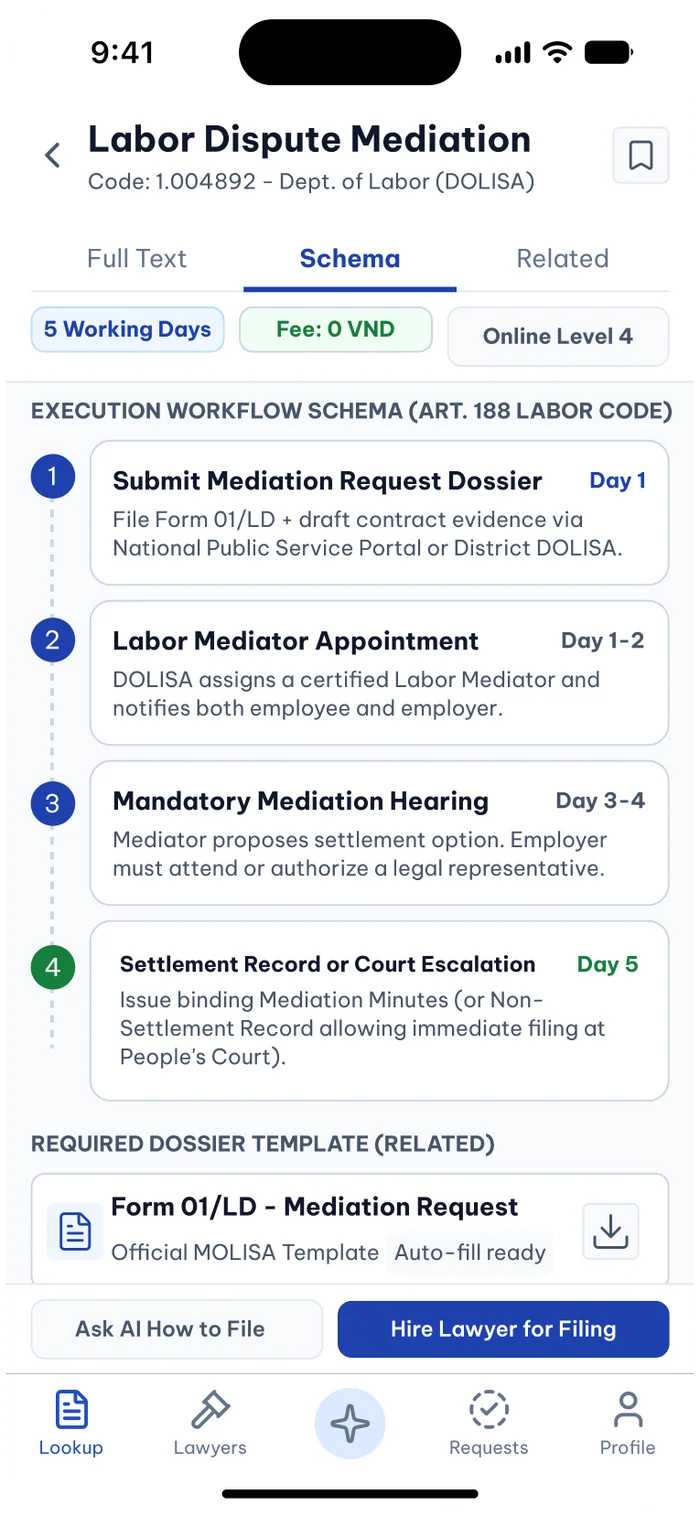 9:41
Labor Dispute Mediation
Code: 1.004892 - Dept. of Labor (DOLISA)
Full Text
Schema
Related
5 Working Days
Fee: 0 VND
Online Level 4
EXECUTION WORKFLOW SCHEMA (ART. 188 LABOR CODE)
1
Submit Mediation Request Dossier
Day 1
File Form 01/LD + draft contract evidence via
National Public Service Portal or District DOLISA.
2
Labor Mediator Appointment
Day 1-2
DOLISA assigns a certified Labor Mediator and
notifies both employee and employer.
3
Mandatory Mediation Hearing
Day 3-4
Mediator proposes settlement option. Employer
must attend or authorize a legal representative.
4
Settlement Record or Court Escalation
Day 5
Issue binding Mediation Minutes (or Non-
Settlement Record allowing immediate filing at
People's Court).
REQUIRED DOSSIER TEMPLATE (RELATED)
Form 01/LD - Mediation Request
Official MOLISA Template
Auto-fill ready
Ask AI How to File
Hire Lawyer for Filing
Lookup
Lawyers
Requests
Profile